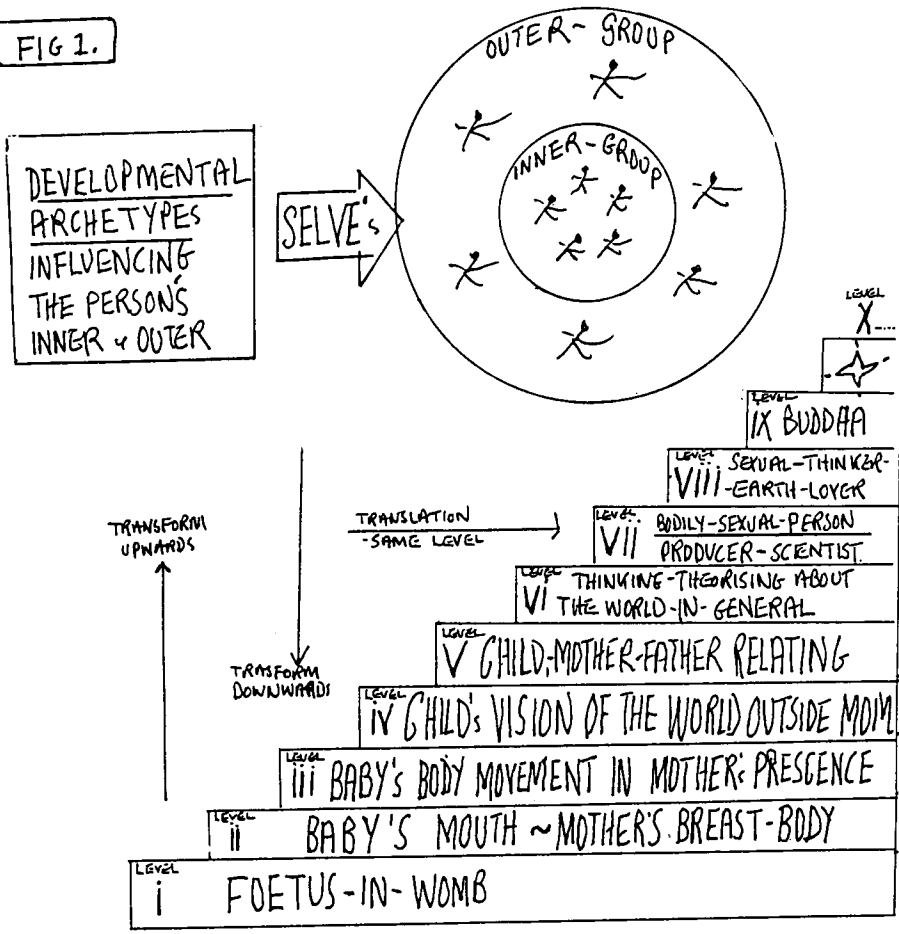 FIG 1.
OUTER-GROUP
INNER-GROUP
DEVELOPMENTAL
ARCHETYPES
INFLUENCING
THE PERSON'S
INNER & OUTER
SELVE's
LEVEL
X....
LEVEL
IX BUDDHA
LEVEL
VIII SEXUAL-THINKER-
-EARTH-LOVER
TRANSFORM
UPWARDS
TRANSLATION
-SAME LEVEL
LEVEL
VII BODILY-SEXUAL-PERSON
PRODUCER-SCIENTIST
LEVEL
VI THINKING-THEORISING ABOUT
THE WORLD-IN-GENERAL
TRASFORM
DOWNWARDS
LEVEL
V CHILD-MOTHER-FATHER RELATING
LEVEL
iv CHILD's VISION OF THE WORLD OUTSIDE MOM
LEVEL
iii BABY's BODY MOVEMENT IN MOTHER'S PRESCENCE
LEVEL
ii BABY'S MOUTH ~ MOTHER'S BREAST-BODY
LEVEL
i FOETUS-IN-WOMB